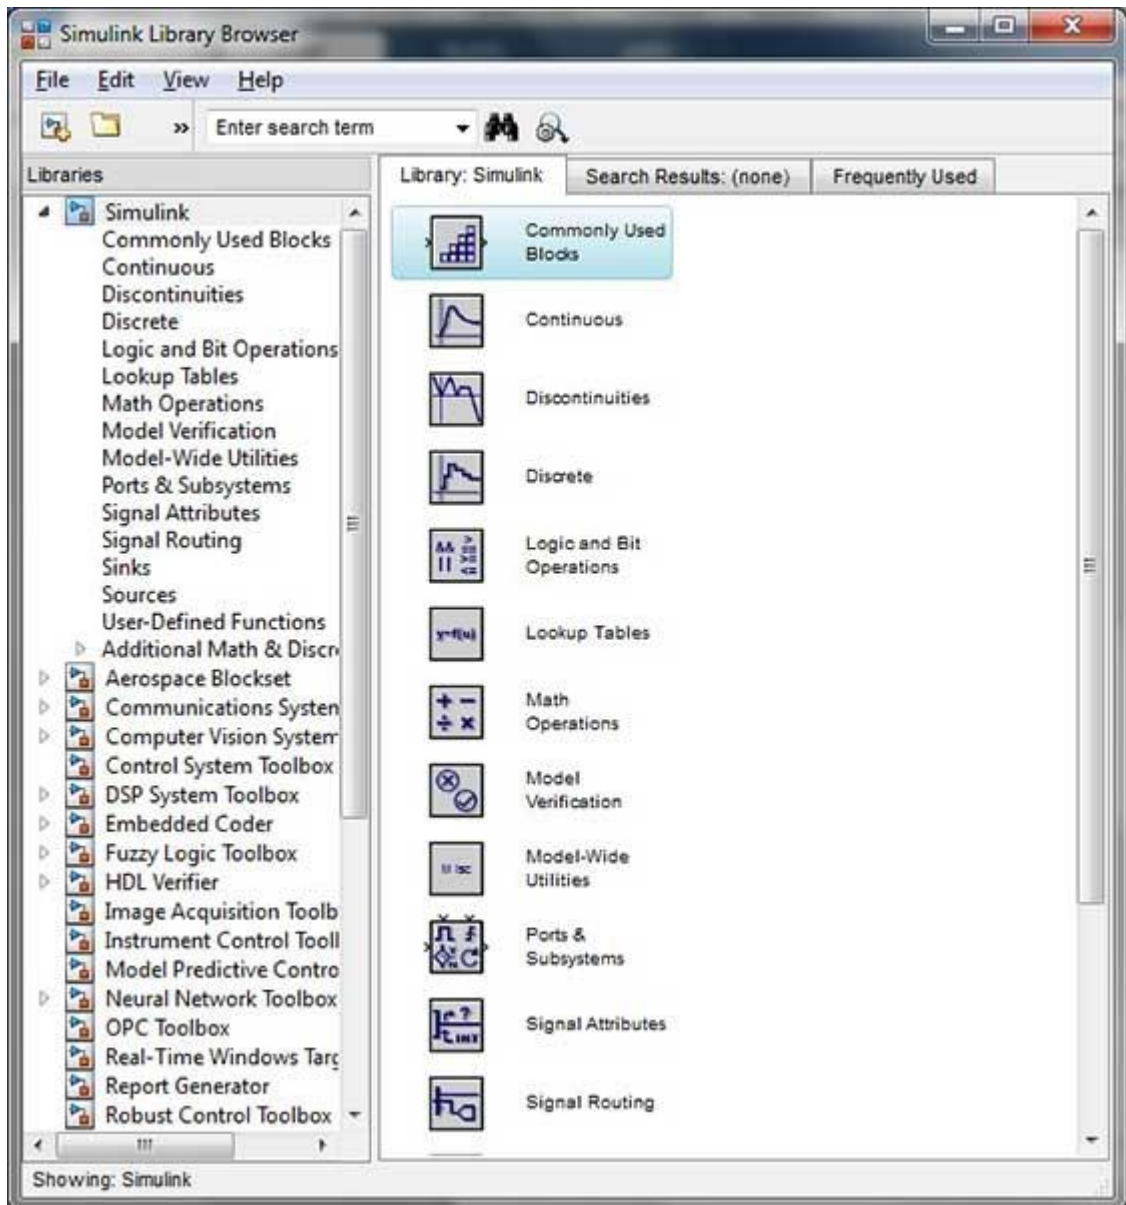 Simulink Library Browser
File Edit View Help
» Enter search term
Libraries
Library: Simulink Search Results: (none) Frequently Used
Simulink
Commonly Used Blocks
Continuous
Discontinuities
Discrete
Logic and Bit Operations
Lookup Tables
Math Operations
Model Verification
Model-Wide Utilities
Ports & Subsystems
Signal Attributes
Signal Routing
Sinks
Sources
User-Defined Functions
Additional Math & Discr
Aerospace Blockset
Communications System
Computer Vision System
Control System Toolbox
DSP System Toolbox
Embedded Coder
Fuzzy Logic Toolbox
HDL Verifier
Image Acquisition Toolb
Instrument Control Tooll
Model Predictive Contro
Neural Network Toolbox
OPC Toolbox
Real-Time Windows Targ
Report Generator
Robust Control Toolbox
Commonly Used
Blocks
Continuous
Discontinuities
Discrete
&& >
|| >=
<=
Logic and Bit
Operations
y=f(u)
Lookup Tables
+ −
÷ ×
Math
Operations
Model
Verification
Model-Wide
Utilities
Ports &
Subsystems
?
INT
Signal Attributes
Signal Routing
Showing: Simulink